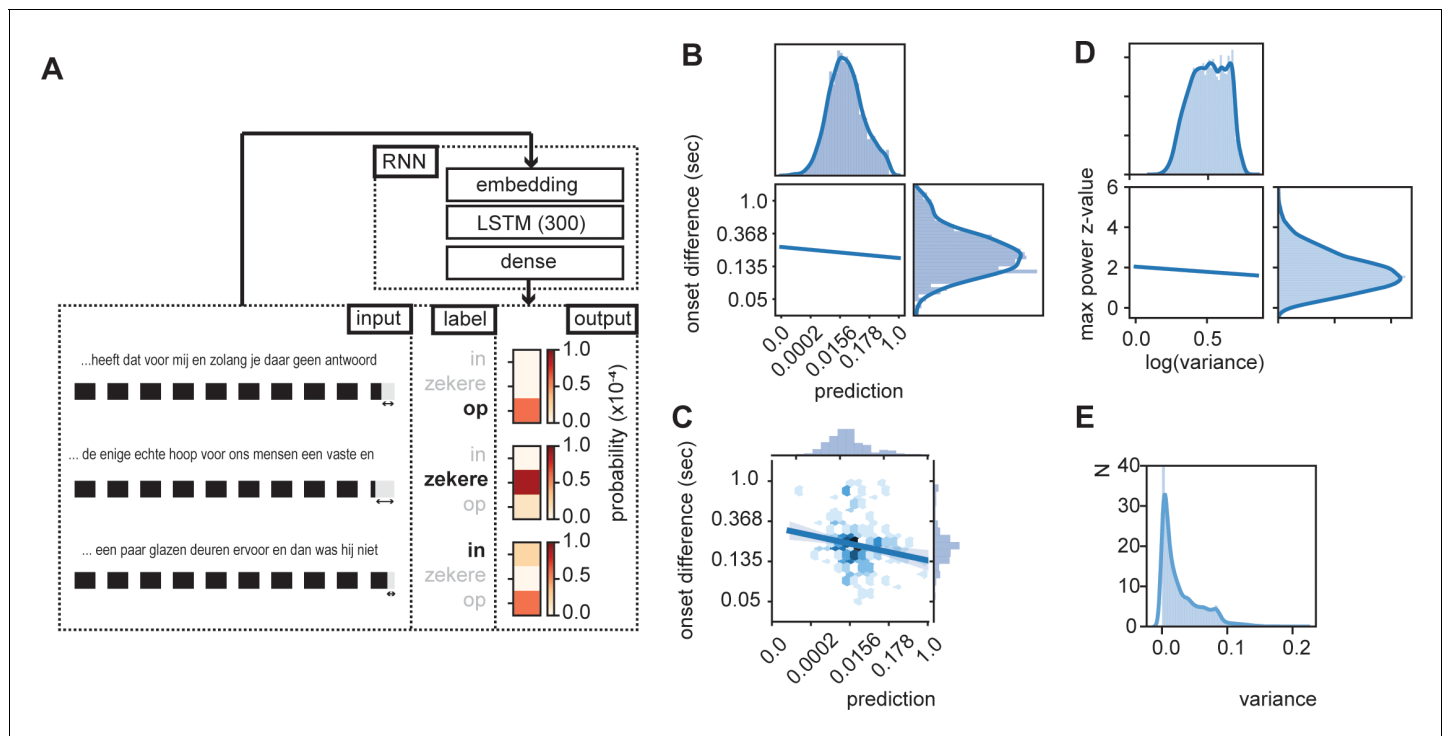 A
RNN
embedding
LSTM (300)
dense
input
label
output
...heeft dat voor mij en zolang je daar geen antwoord
in
zekere
op
1.0
0.5
0.0
... de enige echte hoop voor ons mensen een vaste en
in
zekere
op
1.0
0.5
0.0
... een paar glazen deuren ervoor en dan was hij niet
in
zekere
op
1.0
0.5
0.0
probability (x10⁻⁴)
B
onset difference (sec)
1.0
0.368
0.135
0.05
0.0
0.0002
0.0156
0.178
1.0
prediction
C
onset difference (sec)
1.0
0.368
0.135
0.05
0.0
0.0002
0.0156
0.178
1.0
prediction
D
max power z-value
6
4
2
0
0.0
0.5
log(variance)
E
N
40
30
20
10
0
0.0
0.1
0.2
variance